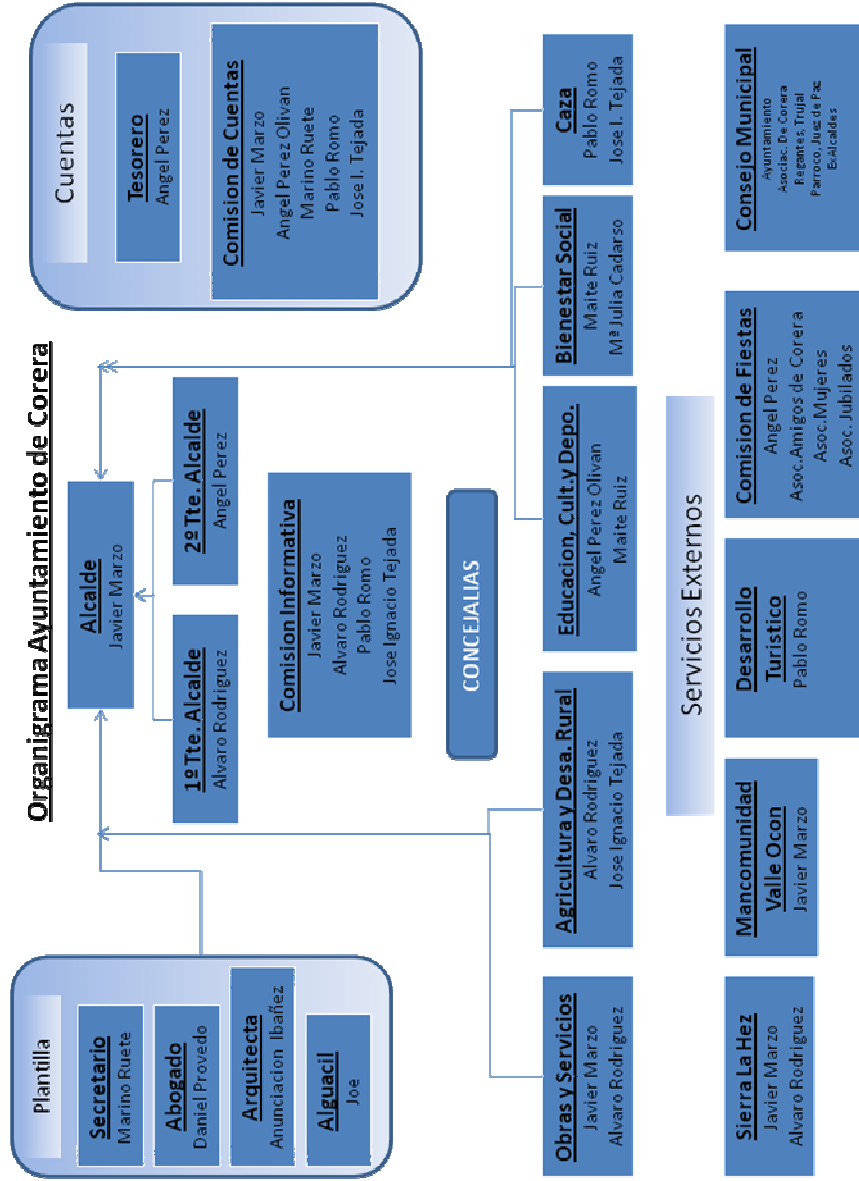 Organigrama Ayuntamiento de Corera
Plantilla
Secretario
Marino Ruete
Abogado
Daniel Provedo
Arquitecta
Anunciacion Ibañez
Alguacil
Joe
Alcalde
Javier Marzo
1º Tte. Alcalde
Alvaro Rodriguez
2º Tte. Alcalde
Angel Perez
Comision Informativa
Javier Marzo
Alvaro Rodriguez
Pablo Romo
Jose Ignacio Tejada
Cuentas
Tesorero
Angel Perez
Comision de Cuentas
Javier Marzo
Angel Perez Olivan
Marino Ruete
Pablo Romo
Jose I. Tejada
CONCEJALIAS
Obras y Servicios
Javier Marzo
Alvaro Rodriguez
Agricultura y Desa. Rural
Alvaro Rodriguez
Jose Ignacio Tejada
Educacion, Cult.y Depo.
Angel Perez Olivan
Maite Ruiz
Bienestar Social
Maite Ruiz
Mª Julia Cadarso
Caza
Pablo Romo
Jose I. Tejada
Servicios Externos
Sierra La Hez
Javier Marzo
Alvaro Rodriguez
Mancomunidad
Valle Ocon
Javier Marzo
Desarrollo
Turistico
Pablo Romo
Comision de Fiestas
Angel Perez
Asoc.Amigos de Corera
Asoc.Mujeres
Asoc. Jubilados
Consejo Municipal
Ayuntamiento
Asociac. De Corera
Regantes, Trujal
Parroco, Juez de Paz
ExAlcaldes